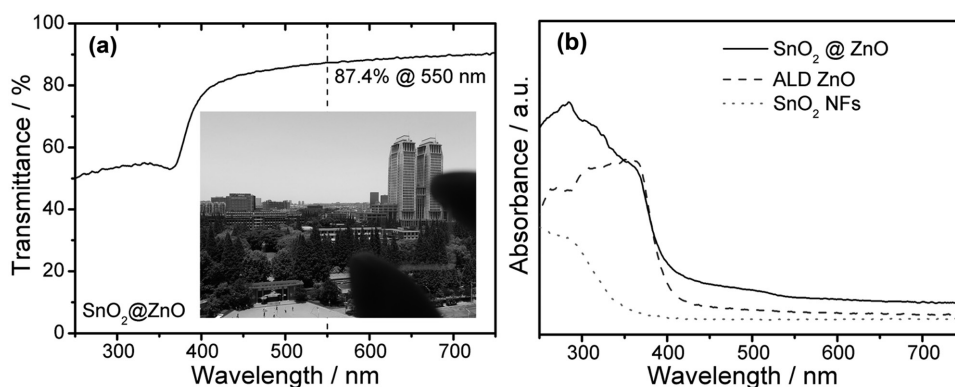 (a)
100
80
60
40
20
0
Transmittance / %
87.4% @ 550 nm
SnO₂@ZnO
300 400 500 600 700
Wavelength / nm
(b)
SnO₂ @ ZnO
ALD ZnO
SnO₂ NFs
Absorbance / a.u.
300 400 500 600 700
Wavelength / nm